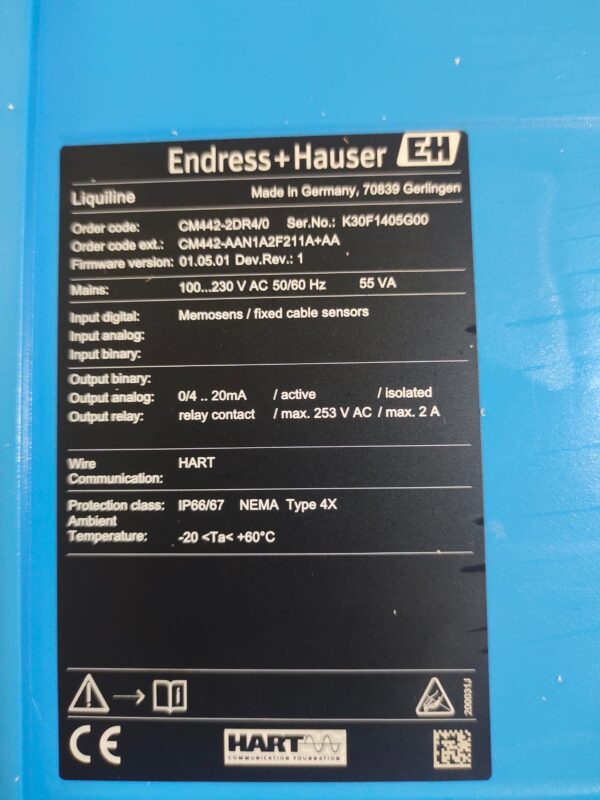 Endress+Hauser EH
Liquiline Made in Germany, 70839 Gerlingen
Order code: CM442-2DR4/0 Ser.No.: K30F1405G00
Order code ext.: CM442-AAN1A2F211A+AA
Firmware version: 01.05.01 Dev.Rev.: 1
Mains: 100...230 V AC 50/60 Hz 55 VA
Input digital: Memosens / fixed cable sensors
Input analog:
Input binary:
Output binary:
Output analog: 0/4 .. 20mA / active / isolated
Output relay: relay contact / max. 253 V AC / max. 2 A
Wire HART
Communication:
Protection class: IP66/67 NEMA Type 4X
Ambient
Temperature: -20 <Ta< +60°C
200031J
CE
HART
COMMUNICATION FOUNDATION